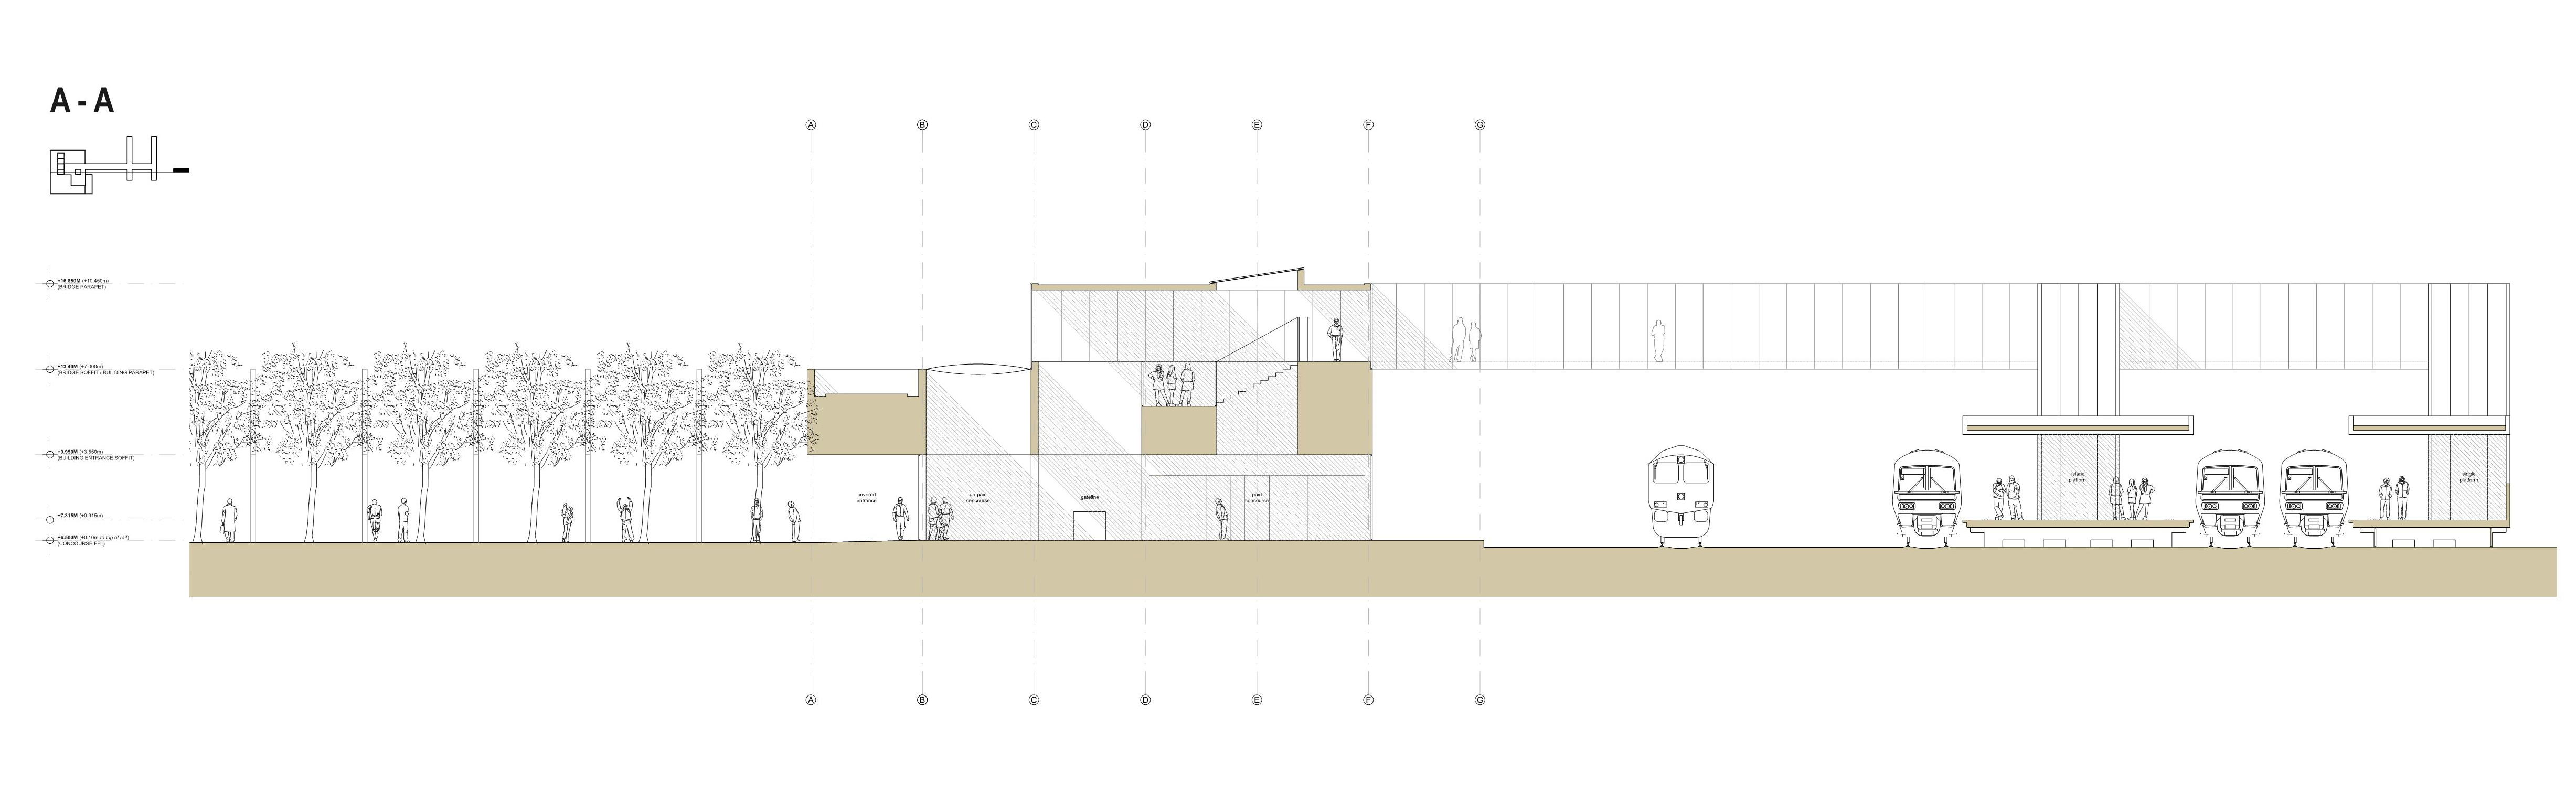 A - A
A
B
C
D
E
F
G
+16.850M (+10.450m)
(BRIDGE PARAPET)
+13.40M (+7.000m)
(BRIDGE SOFFIT / BUILDING PARAPET)
+9.950M (+3.550m)
(BUILDING ENTRANCE SOFFIT)
+7.315M (+0.915m)
+6.500M (+0.10m to top of rail)
(CONCOURSE FFL)
covered
entrance
un-paid
concourse
gateline
paid
concourse
island
platform
single
platform
A
B
C
D
E
F
G